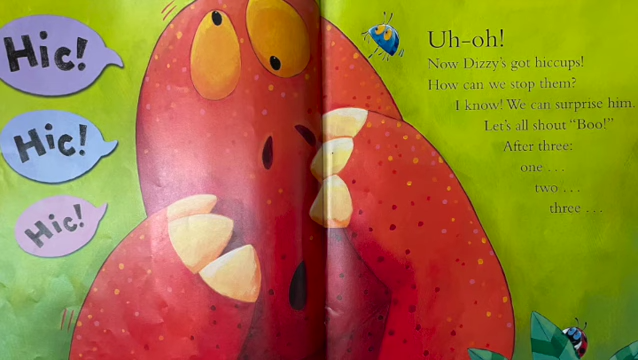 Hic!
Hic!
Hic!
Uh-oh!
Now Dizzy's got hiccups!
How can we stop them?
I know! We can surprise him.
Let's all shout "Boo!"
After three:
one . . .
two . . .
three . . .